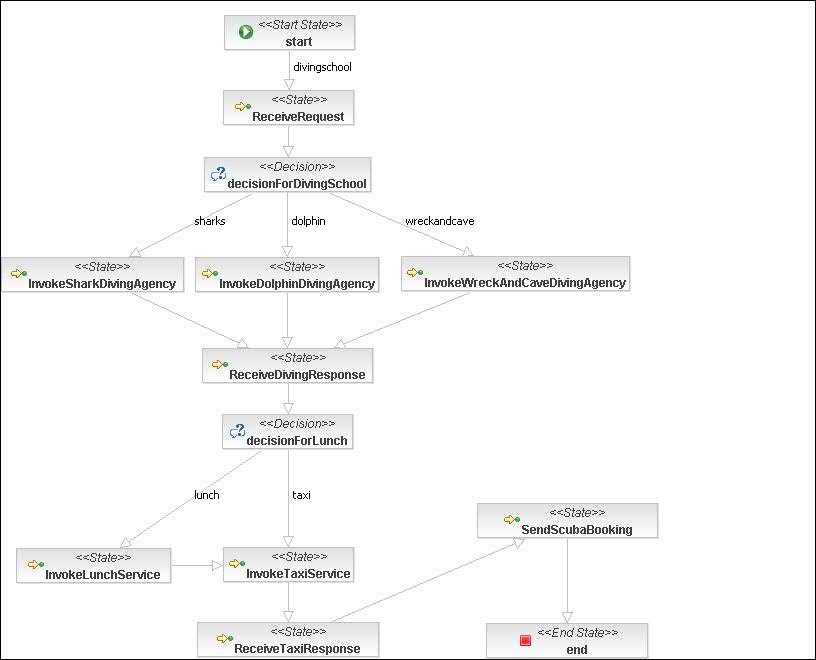 <<Start State>>
start
divingschool
<<State>>
ReceiveRequest
<<Decision>>
decisionForDivingSchool
sharks
dolphin
wreckandcave
<<State>>
InvokeSharkDivingAgency
<<State>>
InvokeDolphinDivingAgency
<<State>>
InvokeWreckAndCaveDivingAgency
<<State>>
ReceiveDivingResponse
<<Decision>>
decisionForLunch
lunch
taxi
<<State>>
SendScubaBooking
<<State>>
InvokeLunchService
<<State>>
InvokeTaxiService
<<State>>
ReceiveTaxiResponse
<<End State>>
end